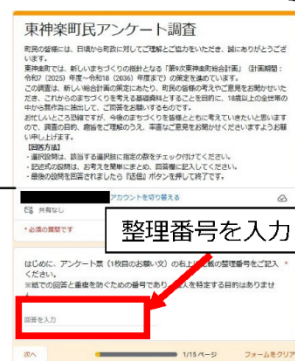 東神楽町民アンケート調査
町民の皆様には、日頃から町政に対してご理解とご協力をいただき、誠にありがとうござ
います。
東神楽町では、新しいまちづくりの指針となる「第9次東神楽町総合計画」（計画期間：
令和7（2025）年度～令和18（2036）年度まで）の策定を進めています。
この調査は、新しい総合計画の策定にあたり、町民の皆様の考えやご意見をお聞かせいた
だき、これからのまちづくりを考える基礎資料とすることを目的に、18歳以上の全世帯の
中から無作為に抽出して、ご回答をお願いするものです。
お忙しいところ恐縮ですが、今後のまちづくりを皆様とともに考えていきたいと思います
ので、調査の目的、趣旨をご理解のうえ、率直なご意見をお聞かせくださいますようお願
い申し上げます。
【回答方法】
・選択設問は、該当する選択肢に指定の数をチェック付けてください。
・記述式の設問は、お考えを簡単にまとめ、回答欄に記入してください。
・最後の設問を回答されましたら「送信」ボタンを押して終了です。
アカウントを切り替える
共有なし
*必須の質問です
整理番号を入力
はじめに、アンケート票（1枚目のお願い文）の右上 載の整理番号をご記入 *
ください。
※紙での回答と重複を防ぐための番号であり 人を特定する目的はありませ
回答を入力
次へ 1/15 ページ フォームをクリア